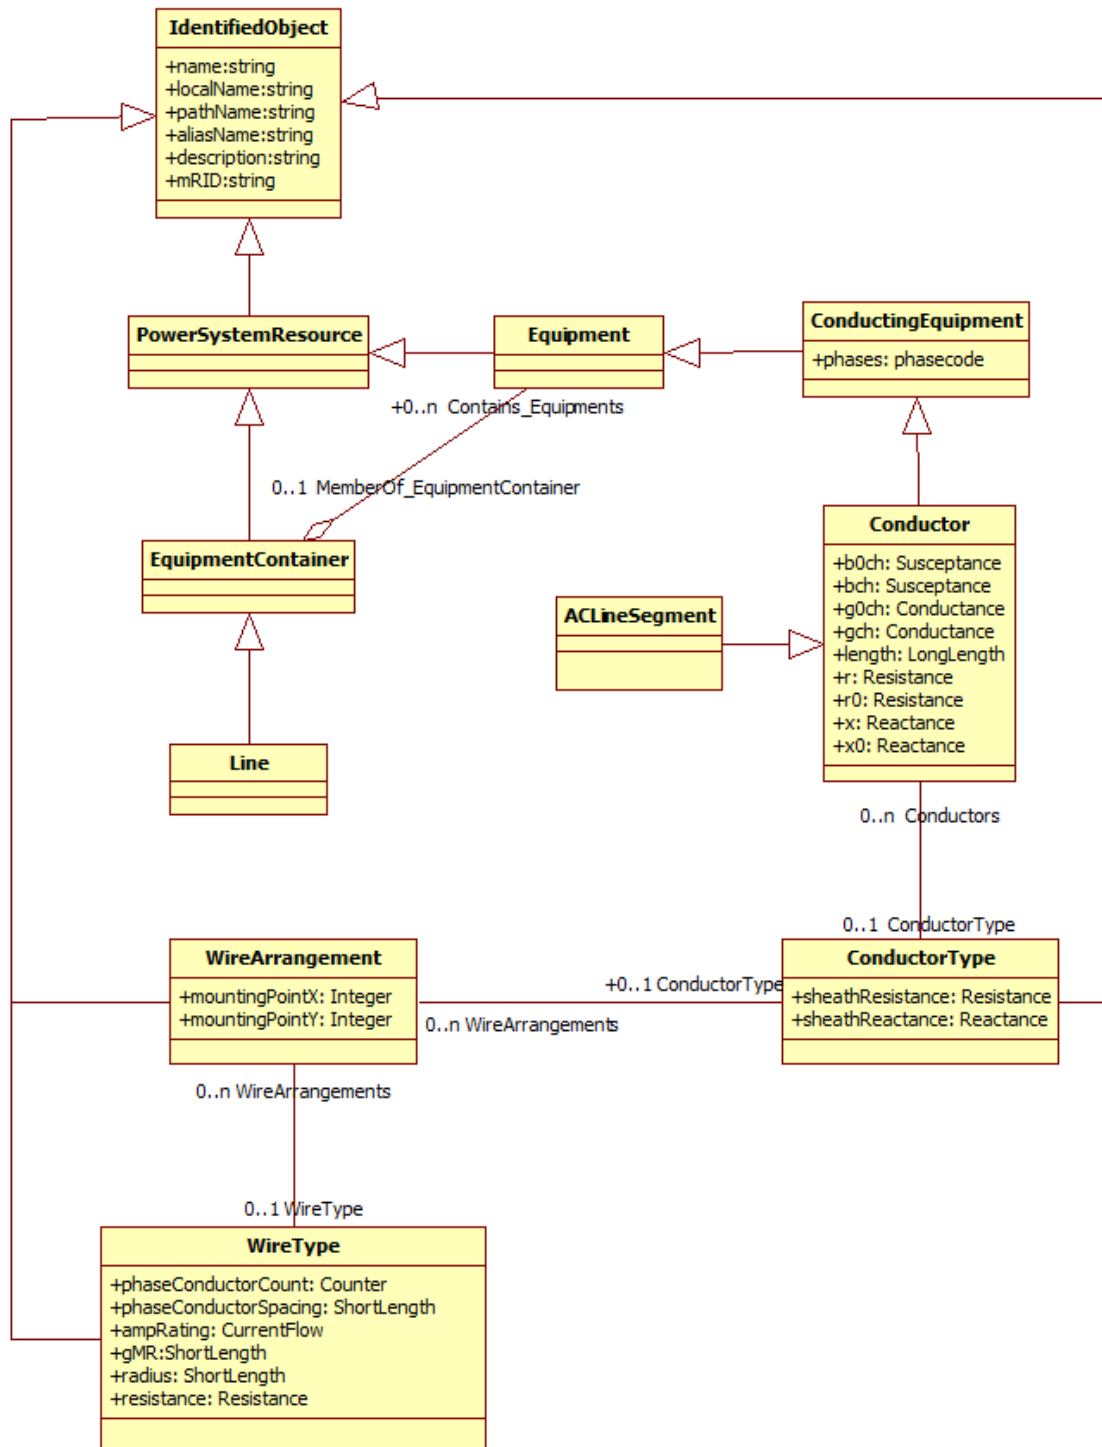 IdentifiedObject
+name:string
+localName:string
+pathName:string
+aliasName:string
+description:string
+mRID:string
PowerSystemResource
Equipment
ConductingEquipment
+phases: phasecode
+0..n Contains_Equipments
0..1 MemberOf_EquipmentContainer
EquipmentContainer
Conductor
+b0ch: Susceptance
+bch: Susceptance
+g0ch: Conductance
+gch: Conductance
+length: LongLength
+r: Resistance
+r0: Resistance
+x: Reactance
+x0: Reactance
ACLineSegment
Line
0..n Conductors
0..1 ConductorType
WireArrangement
+mountingPointX: Integer
+mountingPointY: Integer
+0..1 ConductorType
0..n WireArrangements
ConductorType
+sheathResistance: Resistance
+sheathReactance: Reactance
0..n WireArrangements
0..1 WireType
WireType
+phaseConductorCount: Counter
+phaseConductorSpacing: ShortLength
+ampRating: CurrentFlow
+gMR:ShortLength
+radius: ShortLength
+resistance: Resistance